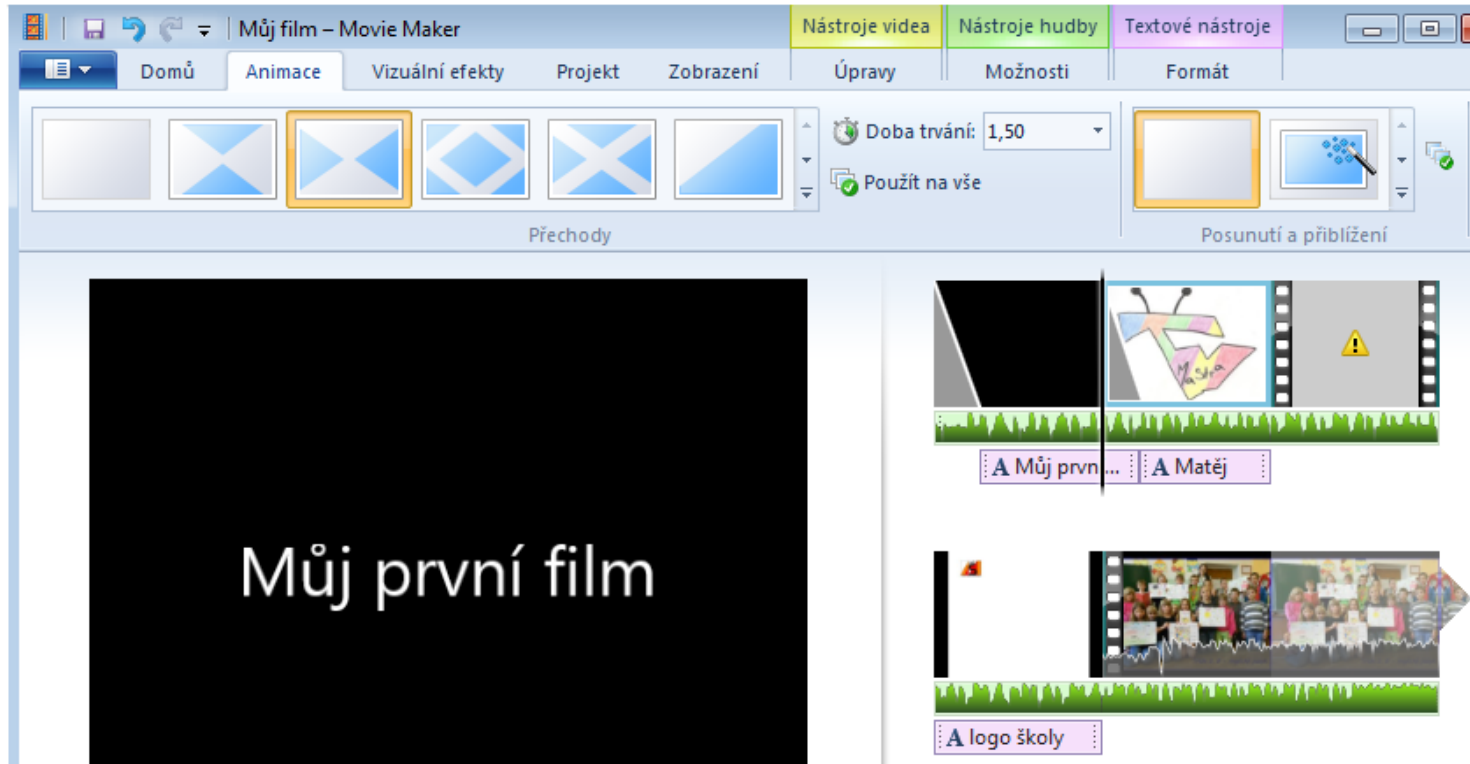 Můj film – Movie Maker
Nástroje videa
Nástroje hudby
Textové nástroje
Domů
Animace
Vizuální efekty
Projekt
Zobrazení
Úpravy
Možnosti
Formát
Doba trvání: 1,50
Použít na vše
Přechody
Posunutí a přiblížení
Můj první film
A Můj prvn...
A Matěj
A logo školy